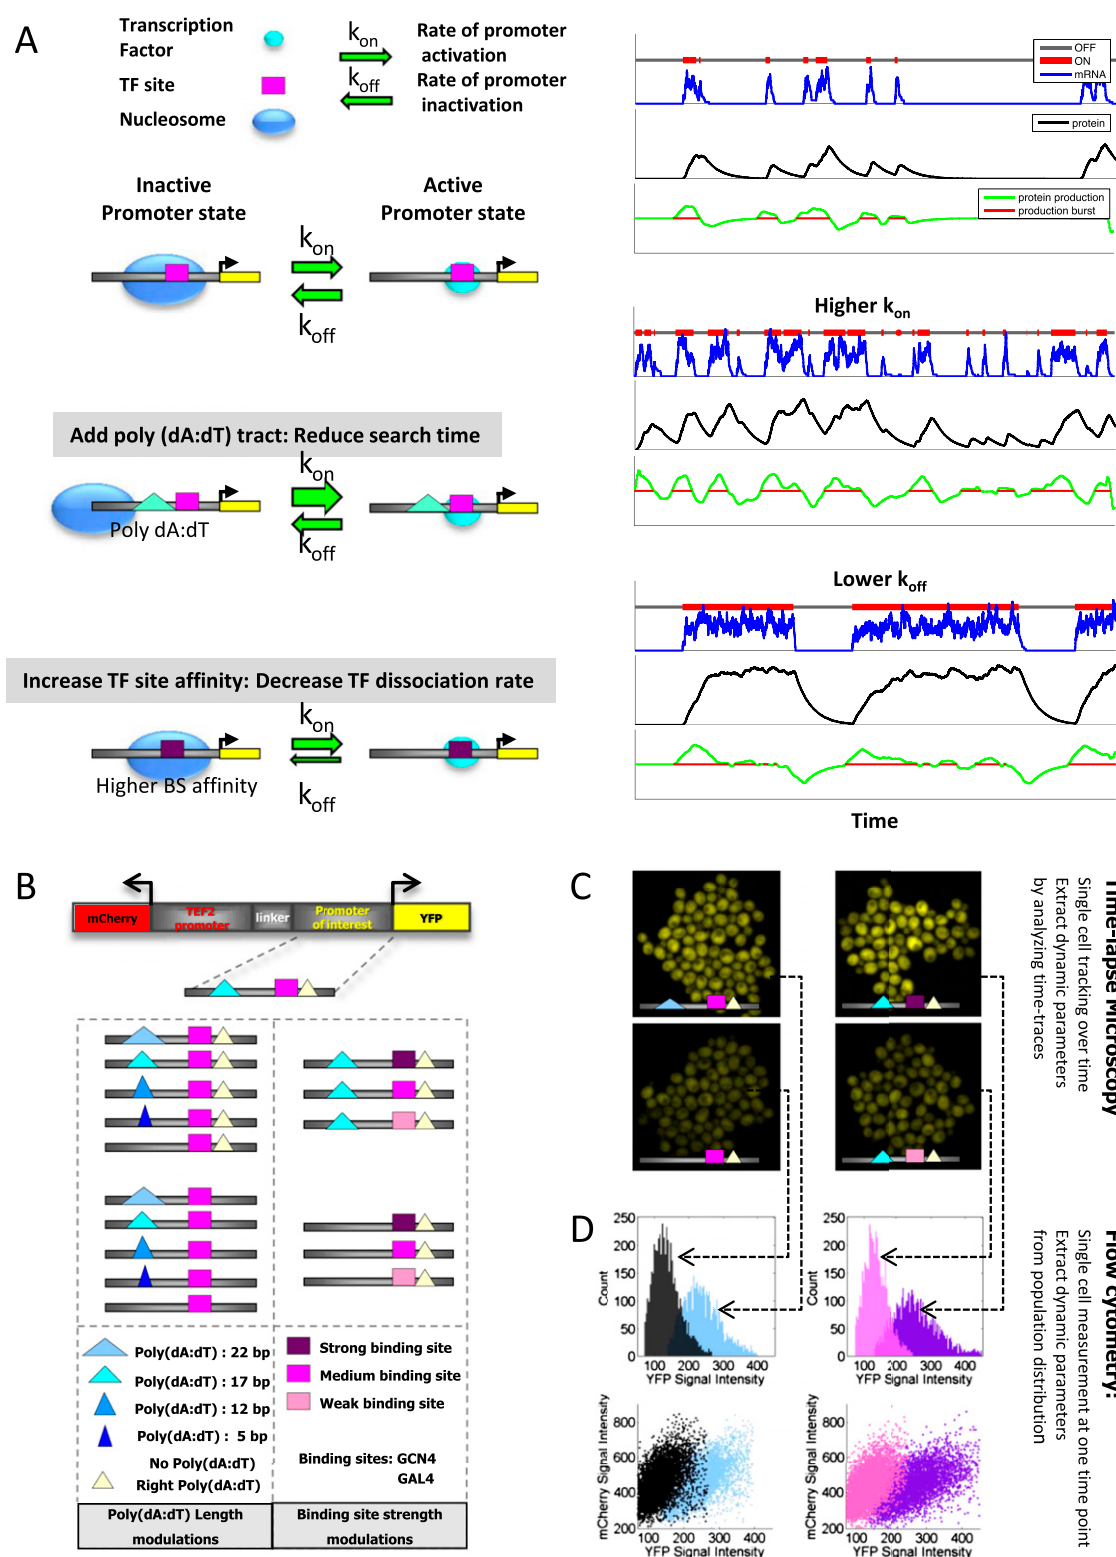 A
Transcription
Factor
TF site
Nucleosome
kon
Rate of promoter
activation
koff
Rate of promoter
inactivation
Inactive
Promoter state
Active
Promoter state
kon
koff
Add poly (dA:dT) tract: Reduce search time
kon
koff
Poly dA:dT
Increase TF site affinity: Decrease TF dissociation rate
kon
koff
Higher BS affinity
OFF
ON
mRNA
protein
protein production
production burst
Higher kon
Lower koff
Time
B
mCherry
TEF2
promoter
linker
Promoter
of interest
YFP
Poly(dA:dT) : 22 bp
Poly(dA:dT) : 17 bp
Poly(dA:dT) : 12 bp
Poly(dA:dT) : 5 bp
No Poly(dA:dT)
Right Poly(dA:dT)
Strong binding site
Medium binding site
Weak binding site
Binding sites: GCN4
GAL4
Poly(dA:dT) Length
modulations
Binding site strength
modulations
C
Time-lapse Microscopy
Single cell tracking over time
Extract dynamic parameters
by analyzing time-traces
D
Flow cytometry:
Single cell measurement at one time point
Extract dynamic parameters
from population distribution
250
200
150
100
50
0
Count
100 200 300 400
YFP Signal Intensity
250
200
150
100
50
0
Count
100 200 300 400
YFP Signal Intensity
800
600
400
200
mCherry Signal Intensity
100 200 300 400
YFP Signal Intensity
800
600
400
200
mCherry Signal Intensity
100 200 300 400
YFP Signal Intensity